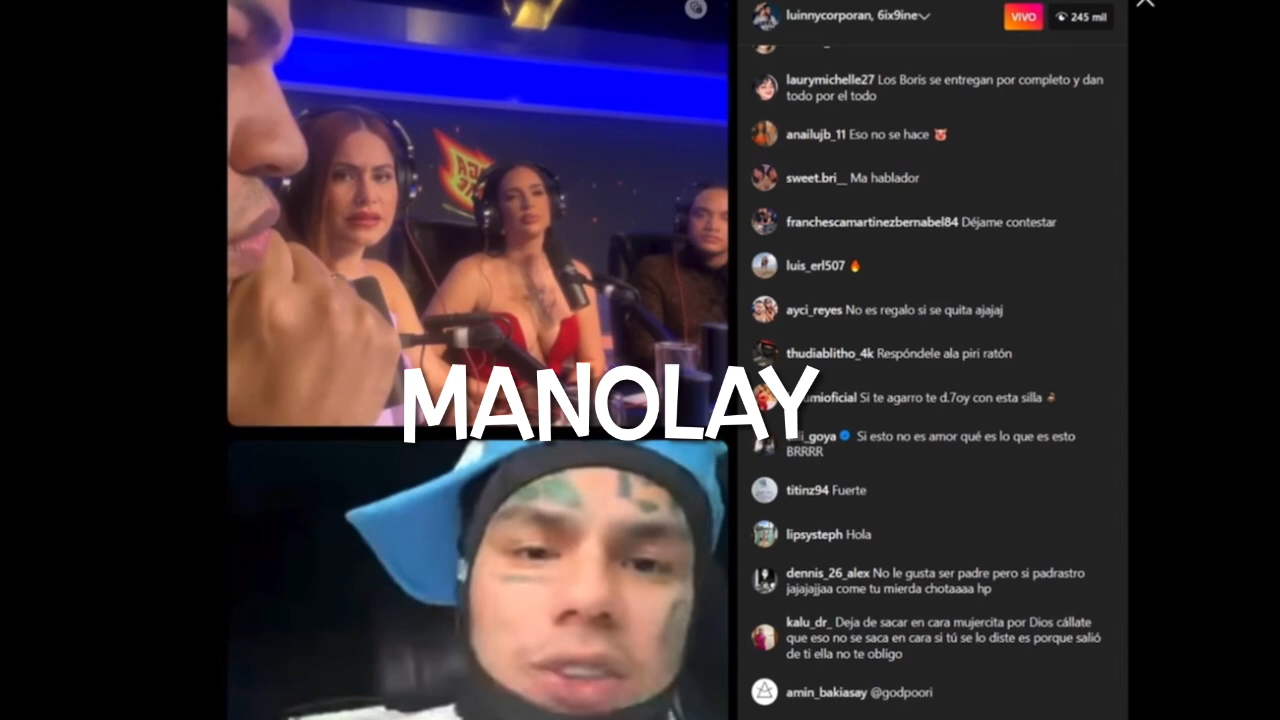 luinnycorporan, 6ix9ine
VIVO
245 mil
laurymichelle27 Los Boris se entregan por completo y dan
todo por el todo
anailujb_11 Eso no se hace
sweet.bri__ Ma hablador
franchescamartinezbernabel84 Déjame contestar
luis_erl507
ayci_reyes No es regalo si se quita ajajaj
thudiablitho_4k Respóndele ala piri ratón
MANOLAY
mioficial Si te agarro te d.7oy con esta silla
i_goya Si esto no es amor qué es lo que es esto
BRRRR
titinz94 Fuerte
lipsysteph Hola
dennis_26_alex No le gusta ser padre pero si padrastro
jajajajjaa come tu mierda chotaaaa hp
kalu_dr_ Deja de sacar en cara mujercita por Dios cállate
que eso no se saca en cara si tú se lo diste es porque salió
de ti ella no te obligo
amin_bakiasay @godpoori